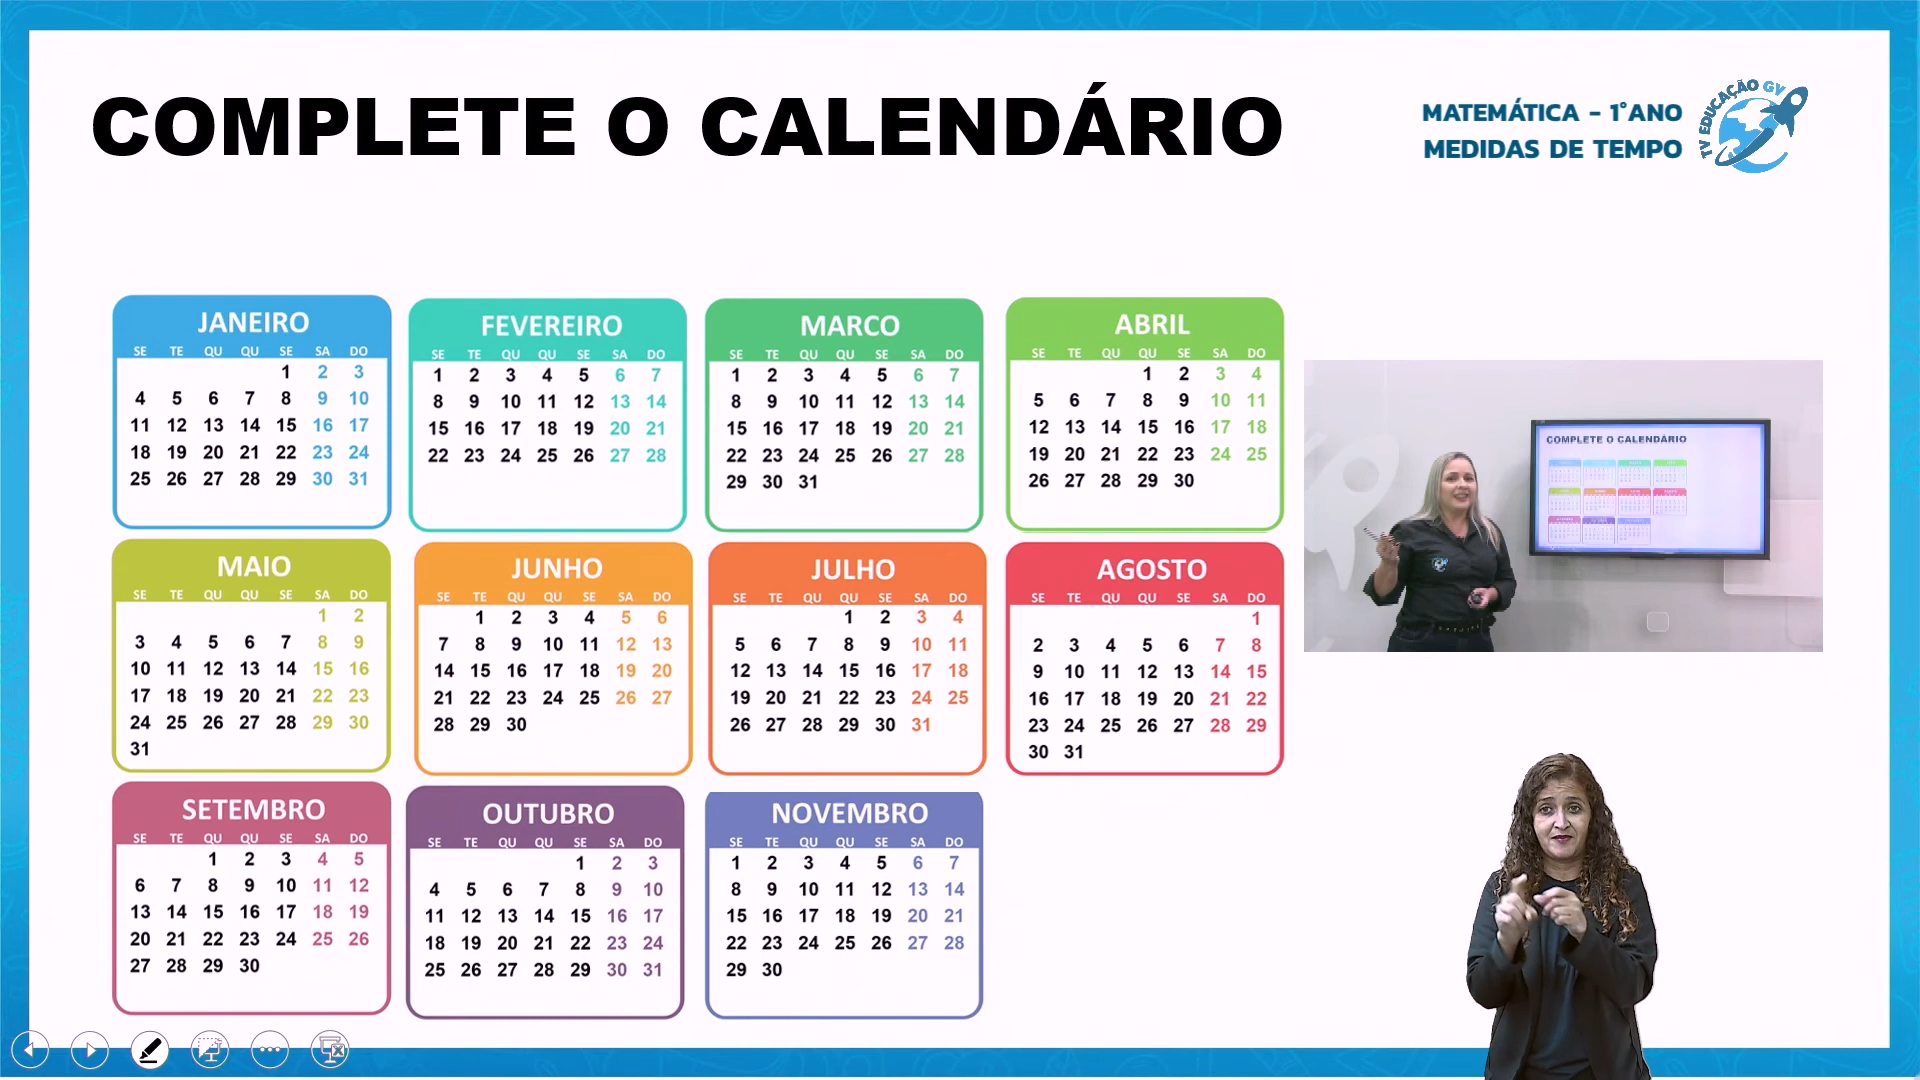 COMPLETE O CALENDÁRIO
MATEMÁTICA - 1°ANO
MEDIDAS DE TEMPO
TV EDUCAÇÃO GV
JANEIRO
SE TE QU QU SE SA DO
1 2 3
4 5 6 7 8 9 10
11 12 13 14 15 16 17
18 19 20 21 22 23 24
25 26 27 28 29 30 31
FEVEREIRO
SE TE QU QU SE SA DO
1 2 3 4 5 6 7
8 9 10 11 12 13 14
15 16 17 18 19 20 21
22 23 24 25 26 27 28
MARCO
SE TE QU QU SE SA DO
1 2 3 4 5 6 7
8 9 10 11 12 13 14
15 16 17 18 19 20 21
22 23 24 25 26 27 28
29 30 31
ABRIL
SE TE QU QU SE SA DO
1 2 3 4
5 6 7 8 9 10 11
12 13 14 15 16 17 18
19 20 21 22 23 24 25
26 27 28 29 30
MAIO
SE TE QU QU SE SA DO
1 2
3 4 5 6 7 8 9
10 11 12 13 14 15 16
17 18 19 20 21 22 23
24 25 26 27 28 29 30
31
JUNHO
SE TE QU QU SE SA DO
1 2 3 4 5 6
7 8 9 10 11 12 13
14 15 16 17 18 19 20
21 22 23 24 25 26 27
28 29 30
JULHO
SE TE QU QU SE SA DO
1 2 3 4
5 6 7 8 9 10 11
12 13 14 15 16 17 18
19 20 21 22 23 24 25
26 27 28 29 30 31
AGOSTO
SE TE QU QU SE SA DO
1
2 3 4 5 6 7 8
9 10 11 12 13 14 15
16 17 18 19 20 21 22
23 24 25 26 27 28 29
30 31
SETEMBRO
SE TE QU QU SE SA DO
1 2 3 4 5
6 7 8 9 10 11 12
13 14 15 16 17 18 19
20 21 22 23 24 25 26
27 28 29 30
OUTUBRO
SE TE QU QU SE SA DO
1 2 3
4 5 6 7 8 9 10
11 12 13 14 15 16 17
18 19 20 21 22 23 24
25 26 27 28 29 30 31
NOVEMBRO
SE TE QU QU SE SA DO
1 2 3 4 5 6 7
8 9 10 11 12 13 14
15 16 17 18 19 20 21
22 23 24 25 26 27 28
29 30
COMPLETE O CALENDÁRIO